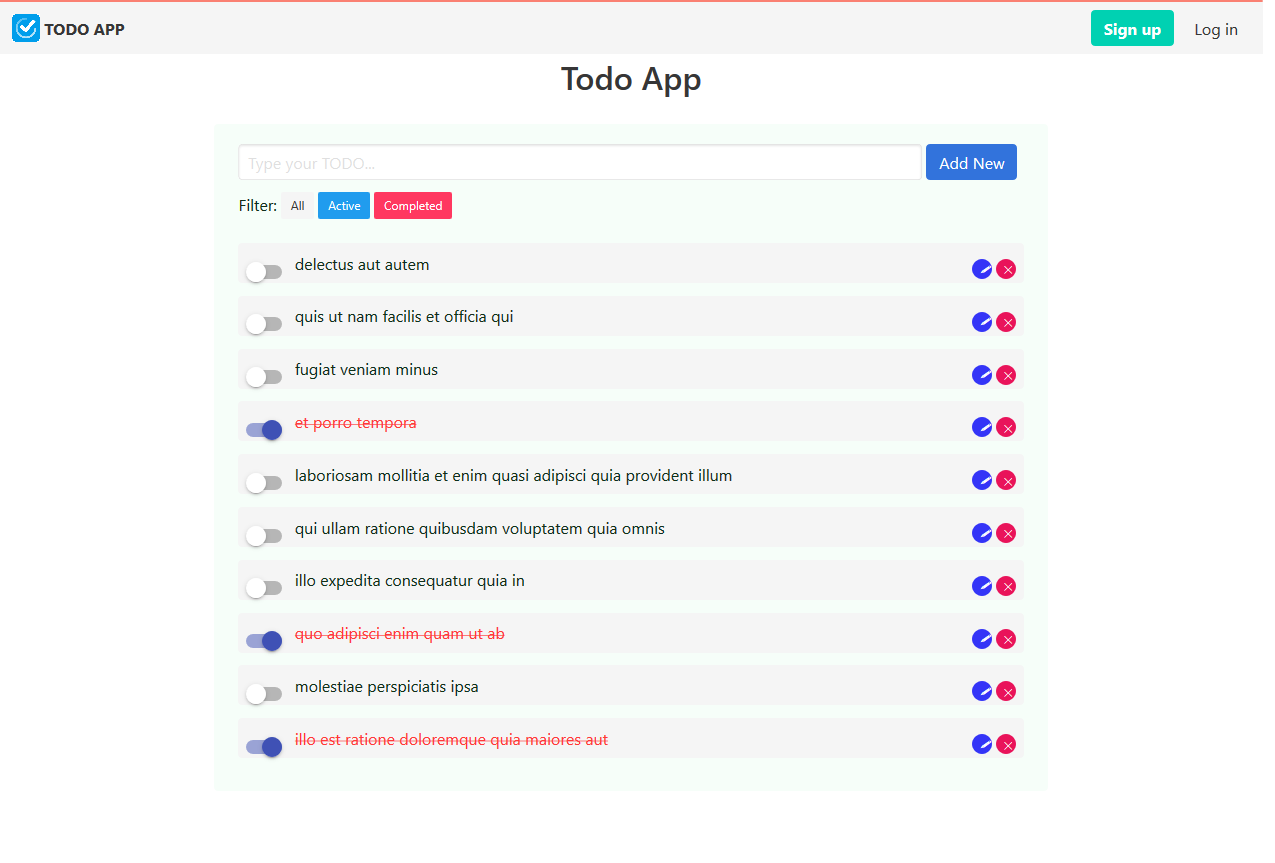 TODO APP Sign up Log in
Todo App
Type your TODO... Add New
Filter: All Active Completed
delectus aut autem
quis ut nam facilis et officia qui
fugiat veniam minus
et porro tempora
laboriosam mollitia et enim quasi adipisci quia provident illum
qui ullam ratione quibusdam voluptatem quia omnis
illo expedita consequatur quia in
quo adipisci enim quam ut ab
molestiae perspiciatis ipsa
illo est ratione doloremque quia maiores aut